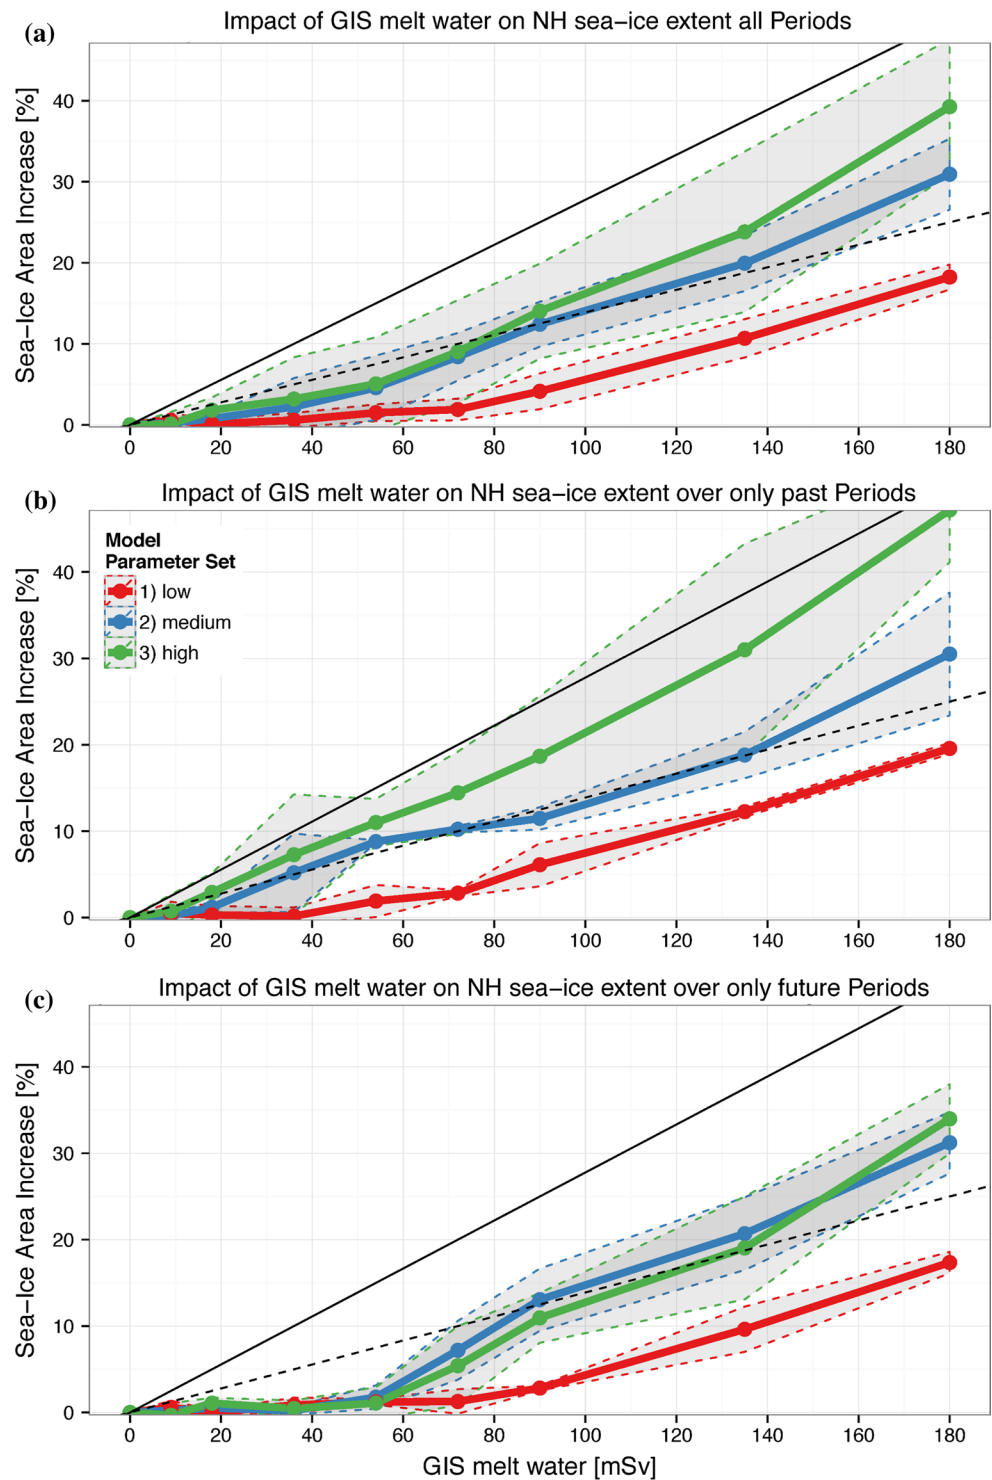 (a)
Impact of GIS melt water on NH sea−ice extent all Periods
Sea−Ice Area Increase [%]
40
30
20
10
0
0 20 40 60 80 100 120 140 160 180
(b)
Impact of GIS melt water on NH sea−ice extent over only past Periods
Sea−Ice Area Increase [%]
Model
Parameter Set
1) low
2) medium
3) high
40
30
20
10
0
0 20 40 60 80 100 120 140 160 180
(c)
Impact of GIS melt water on NH sea−ice extent over only future Periods
Sea−Ice Area Increase [%]
40
30
20
10
0
0 20 40 60 80 100 120 140 160 180
GIS melt water [mSv]